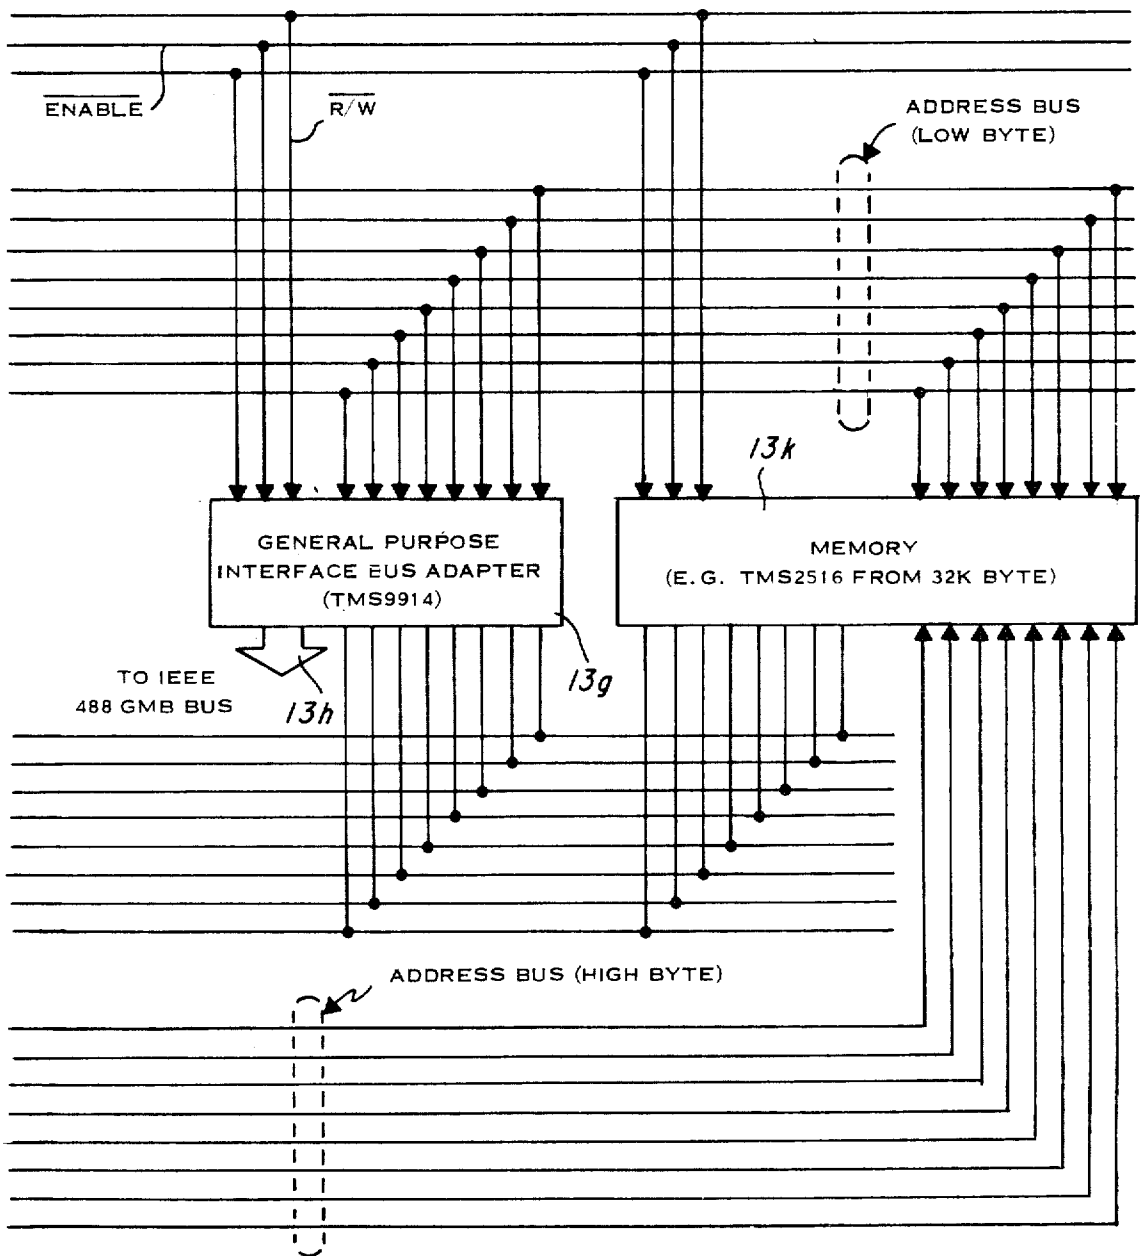 ENABLE
R/W
ADDRESS BUS
(LOW BYTE)
13k
GENERAL PURPOSE
INTERFACE BUS ADAPTER
(TMS9914)
MEMORY
(E.G. TMS2516 FROM 32K BYTE)
TO IEEE
488 GMB BUS
13h
13g
ADDRESS BUS (HIGH BYTE)